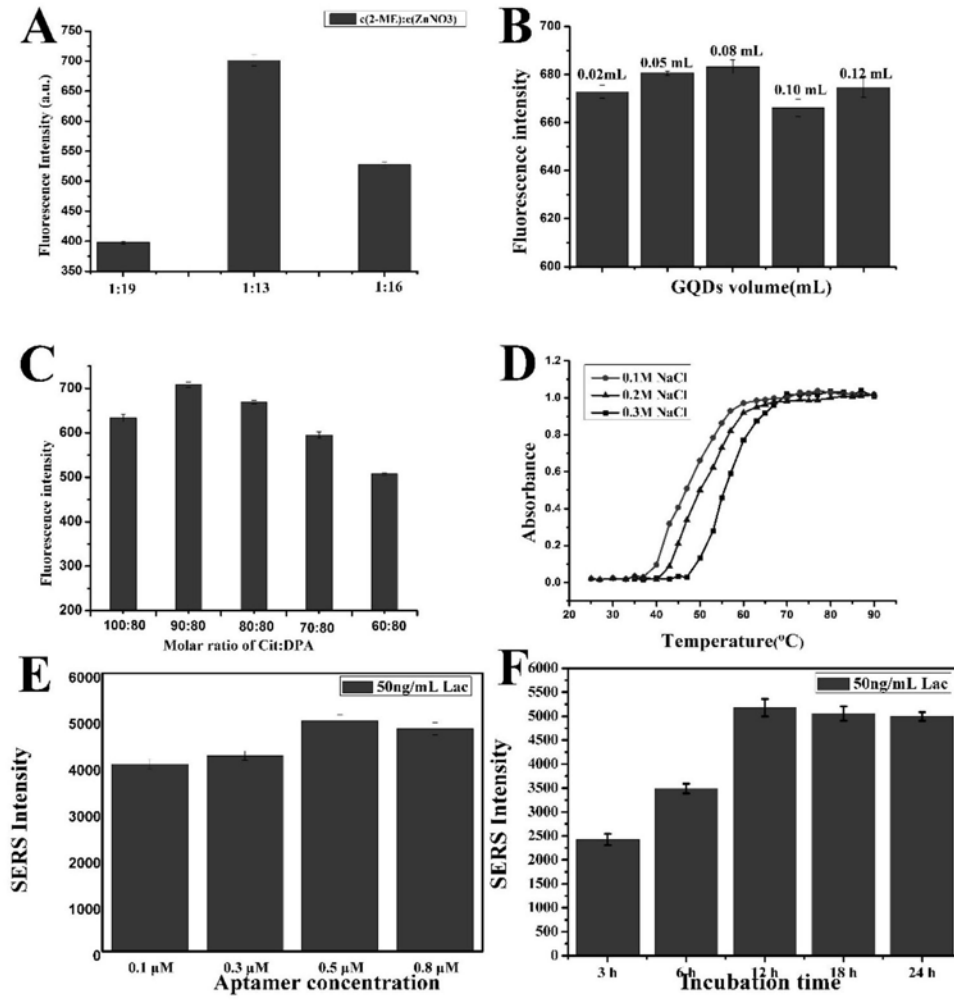 A
c(2-ME):c(ZnNO3)
Fluorescence Intensity (a.u.)
750
700
650
600
550
500
450
400
350
1:19
1:13
1:16
B
Fluorescence intensity
700
680
660
640
620
600
0.02mL
0.05 mL
0.08 mL
0.10 mL
0.12 mL
GQDs volume(mL)
C
Fluorescence intensity
700
600
500
400
300
200
100:80
90:80
80:80
70:80
60:80
Molar ratio of Cit:DPA
D
0.1M NaCl
0.2M NaCl
0.3M NaCl
Absorbance
1.2
1.0
0.8
0.6
0.4
0.2
0.0
20
30
40
50
60
70
80
90
Temperature(°C)
E
50ng/mL Lac
SERS Intensity
6000
5000
4000
3000
2000
1000
0
0.1 µM
0.3 µM
0.5 µM
0.8 µM
Aptamer concentration
F
50ng/mL Lac
SERS Intensity
6000
5500
5000
4500
4000
3500
3000
2500
2000
1500
1000
500
0
3 h
6 h
12 h
18 h
24 h
Incubation time